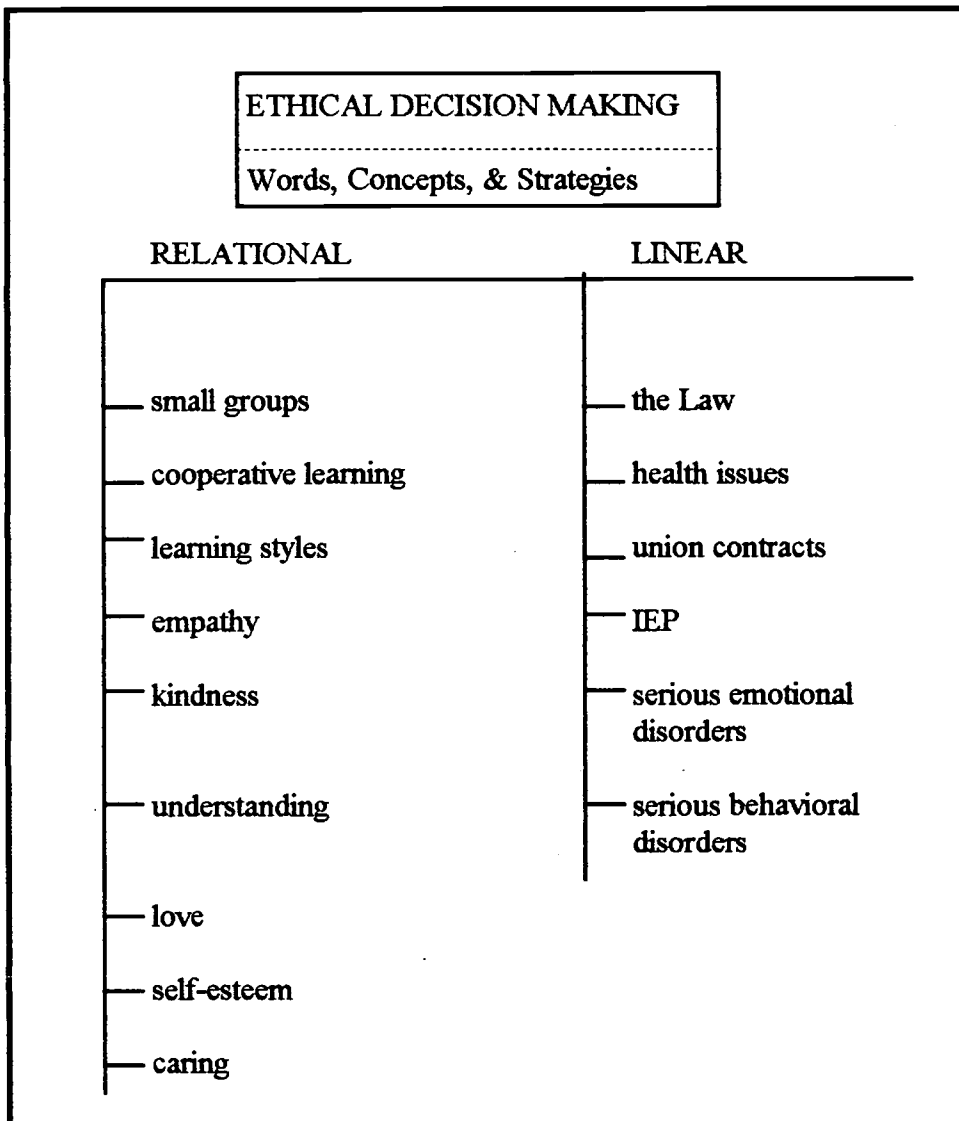 ETHICAL DECISION MAKING
Words, Concepts, & Strategies
RELATIONAL
small groups
cooperative learning
learning styles
empathy
kindness
understanding
love
self-esteem
caring
LINEAR
the Law
health issues
union contracts
IEP
serious emotional
disorders
serious behavioral
disorders